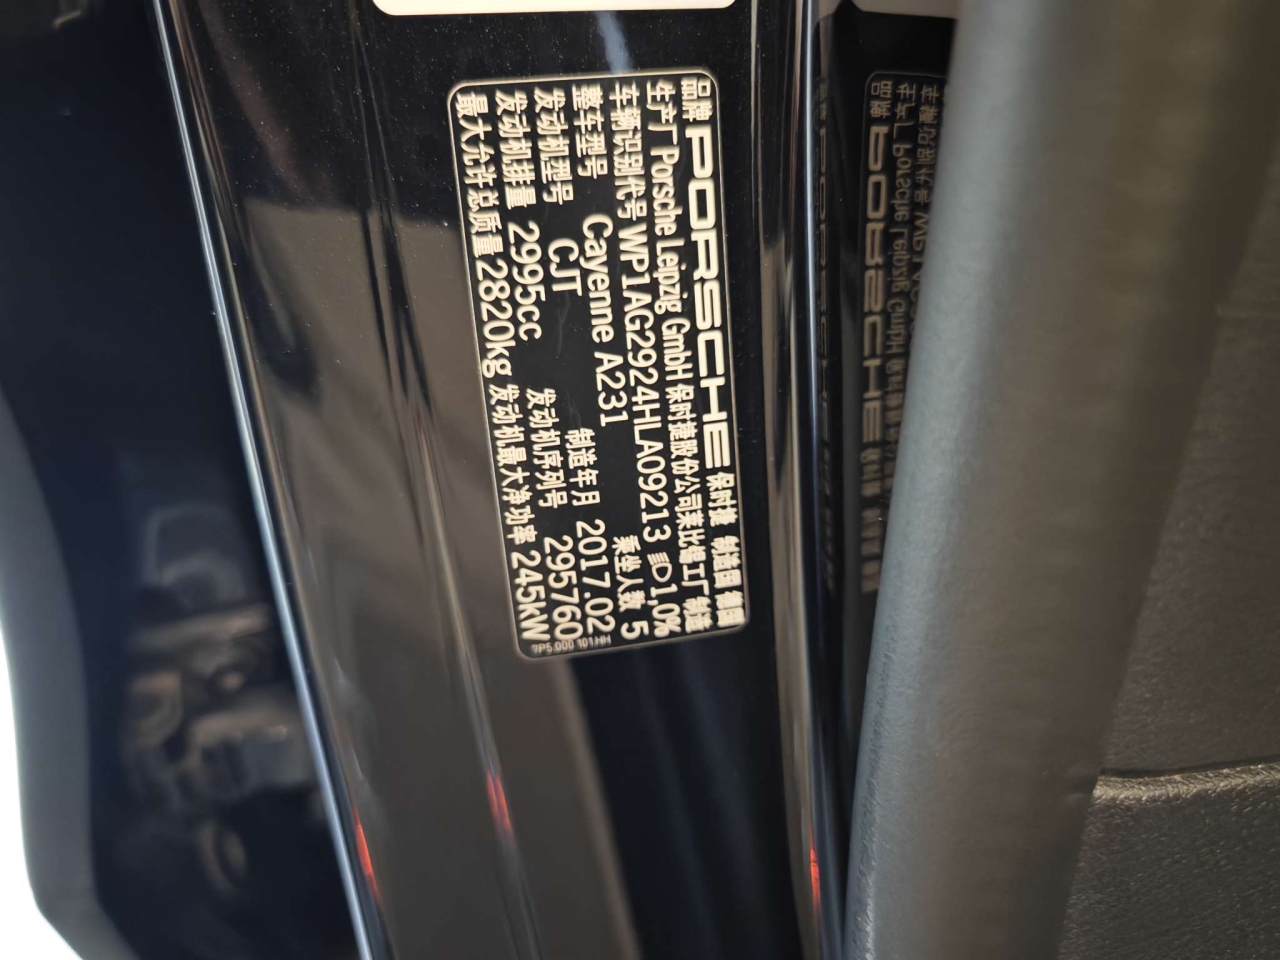 品牌 PORSCHE 保时捷 制造国 德国
生产厂 Porsche Leipzig GmbH 保时捷股份公司莱比锡工厂 制造
车辆识别代号 WP1AG2924HLA09213 1,0%
整车型号 Cayenne A231 乘坐人数 5
发动机型号 CJT 制造年月 2017.02
发动机排量 2995cc 发动机序列号 295760
最大允许总质量 2820kg 发动机最大净功率 245kW
7P5.000 101.HH